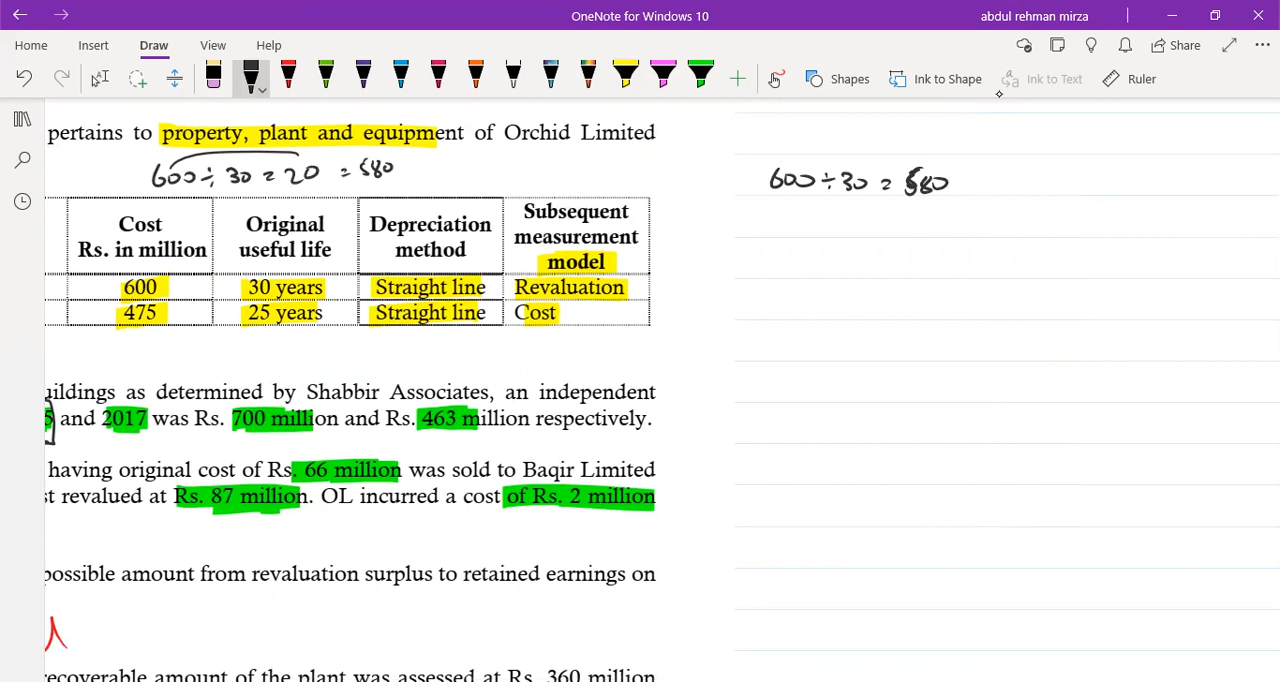 OneNote for Windows 10
abdul rehman mirza
Home Insert Draw View Help
Share
Shapes Ink to Shape Ink to Text Ruler
pertains to property, plant and equipment of Orchid Limited
600 ÷ 30 = 20 = 580
600 ÷ 30 = 580
Cost Rs. in million Original useful life Depreciation method Subsequent measurement model
600 30 years Straight line Revaluation
475 25 years Straight line Cost
uildings as determined by Shabbir Associates, an independent
5 and 2017 was Rs. 700 million and Rs. 463 million respectively.
having original cost of Rs. 66 million was sold to Baqir Limited
st revalued at Rs. 87 million. OL incurred a cost of Rs. 2 million
possible amount from revaluation surplus to retained earnings on
ecoverable amount of the plant was assessed at Rs. 360 million